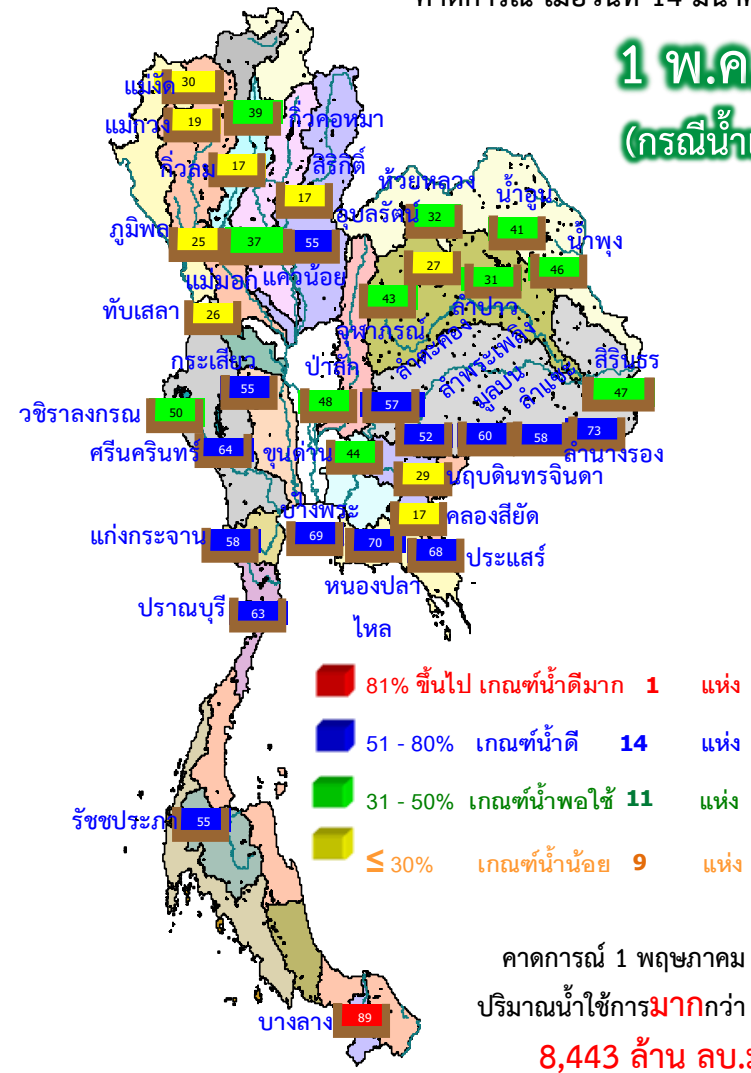 คาดการณ์ เมื่อวันที่ 14
1 พ.ค
(กรณีน้ำ
แม่งัด 30
แม่กวง 19
39 กิ่วคอหมา
กิ่วลม 17
สิริกิติ์ 17
ห้วยหลวง 32
น้ำอูน 41
อุบลรัตน์ 27
น้ำพุง 46
ภูมิพล 25
37 55
แม่มอก แควน้อย
31 ลำปาว
43 จุฬาภรณ์
ทับเสลา 26
กระเสียว 55
ป่าสัก 48
ลำตะคอง 57
ลำพระเพลิง 52
มูลบน 60
ลำแชะ 58
สิรินธร 47
วชิราลงกรณ 50
ศรีนครินทร์ 64
ขุนด่าน 44
73 ลำนางรอง
29 นฤบดินทรจินดา
17 คลองสียัด
บางพระ 69
แก่งกระจาน 58
70 หนองปลา
ไหล
68 ประแสร์
ปราณบุรี 63
81% ขึ้นไป เกณฑ์น้ำดีมาก 1 แห่ง
51 - 80% เกณฑ์น้ำดี 14 แห่ง
31 - 50% เกณฑ์น้ำพอใช้ 11 แห่ง
≤ 30% เกณฑ์น้ำน้อย 9 แห่ง
รัชชประภา 55
คาดการณ์ 1 พฤษภาคม
ปริมาณน้ำใช้การมากกว่า
8,443 ล้าน ลบ.
บางลาง 89